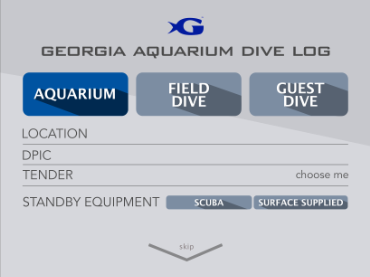 GEORGIA AQUARIUM DIVE LOG
AQUARIUM
FIELD DIVE
GUEST DIVE
LOCATION
DPIC
TENDER choose me
STANDBY EQUIPMENT SCUBA SURFACE SUPPLIED
skip